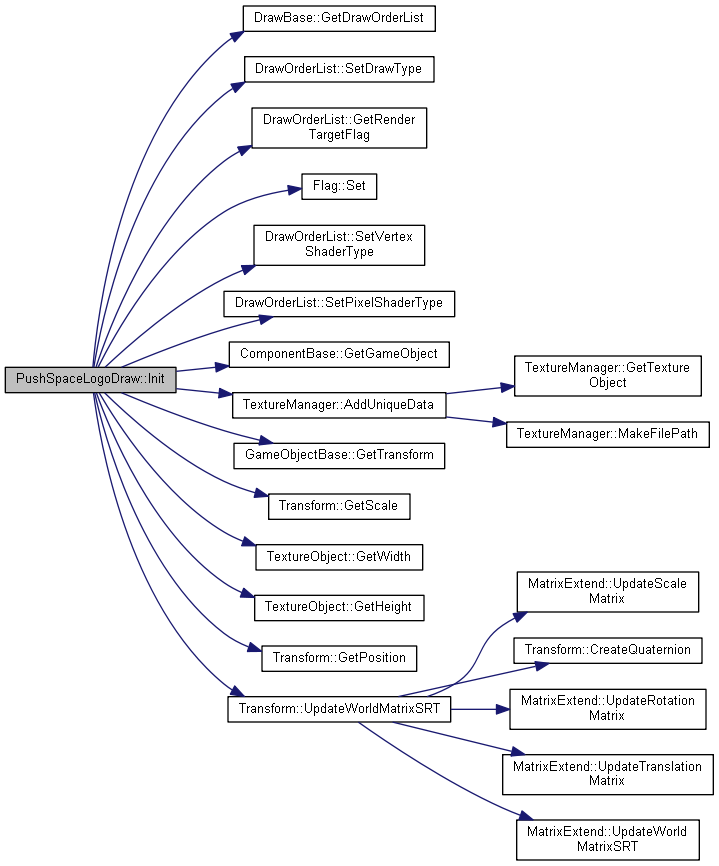 DrawBase::GetDrawOrderList
DrawOrderList::SetDrawType
DrawOrderList::GetRender
TargetFlag
Flag::Set
DrawOrderList::SetVertex
ShaderType
DrawOrderList::SetPixelShaderType
ComponentBase::GetGameObject
PushSpaceLogoDraw::Init
TextureManager::AddUniqueData
TextureManager::GetTexture
Object
TextureManager::MakeFilePath
GameObjectBase::GetTransform
Transform::GetScale
TextureObject::GetWidth
TextureObject::GetHeight
Transform::GetPosition
Transform::UpdateWorldMatrixSRT
MatrixExtend::UpdateScale
Matrix
Transform::CreateQuaternion
MatrixExtend::UpdateRotation
Matrix
MatrixExtend::UpdateTranslation
Matrix
MatrixExtend::UpdateWorld
MatrixSRT